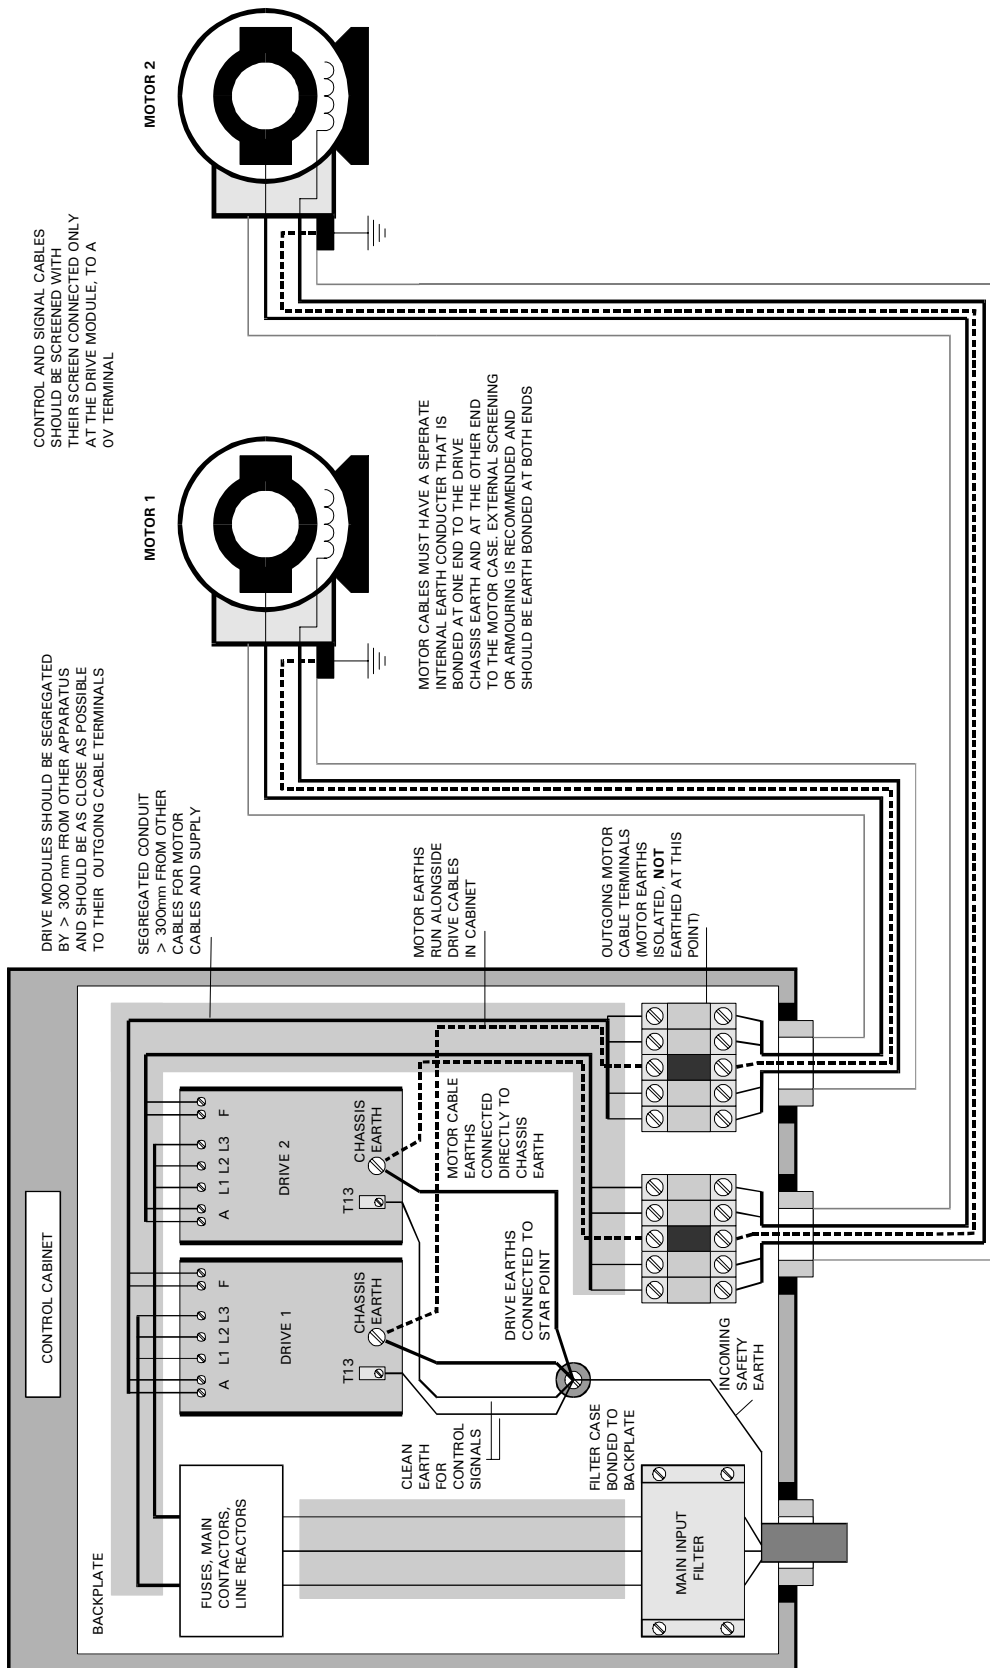 CONTROL CABINET
BACKPLATE
DRIVE MODULES SHOULD BE SEGREGATED
BY > 300 mm FROM OTHER APPARATUS
AND SHOULD BE AS CLOSE AS POSSIBLE
TO THEIR OUTGOING CABLE TERMINALS
SEGREGATED CONDUIT
> 300mm FROM OTHER
CABLES FOR MOTOR
CABLES AND SUPPLY
CONTROL AND SIGNAL CABLES
SHOULD BE SCREENED WITH
THEIR SCREEN CONNECTED ONLY
AT THE DRIVE MODULE, TO A
0V TERMINAL
MOTOR 1
MOTOR 2
FUSES, MAIN
CONTACTORS,
LINE REACTORS
A L1 L2 L3 F
DRIVE 1
T13
CHASSIS
EARTH
A L1 L2 L3 F
DRIVE 2
T13
CHASSIS
EARTH
CLEAN
EARTH
FOR
CONTROL
SIGNALS
MOTOR CABLE
EARTHS
CONNECTED
DIRECTLY TO
CHASSIS
EARTH
MOTOR EARTHS
RUN ALONGSIDE
DRIVE CABLES
IN CABINET
MOTOR CABLES MUST HAVE A SEPERATE
INTERNAL EARTH CONDUCTER THAT IS
BONDED AT ONE END TO THE DRIVE
CHASSIS EARTH AND AT THE OTHER END
TO THE MOTOR CASE. EXTERNAL SCREENING
OR ARMOURING IS RECOMMENDED AND
SHOULD BE EARTH BONDED AT BOTH ENDS
DRIVE EARTHS
CONNECTED TO
STAR POINT
FILTER CASE
BONDED TO
BACKPLATE
OUTGOING MOTOR
CABLE TERMINALS
(MOTOR EARTHS
ISOLATED, NOT
EARTHED AT THIS
POINT)
MAIN INPUT
FILTER
INCOMING
SAFETY
EARTH